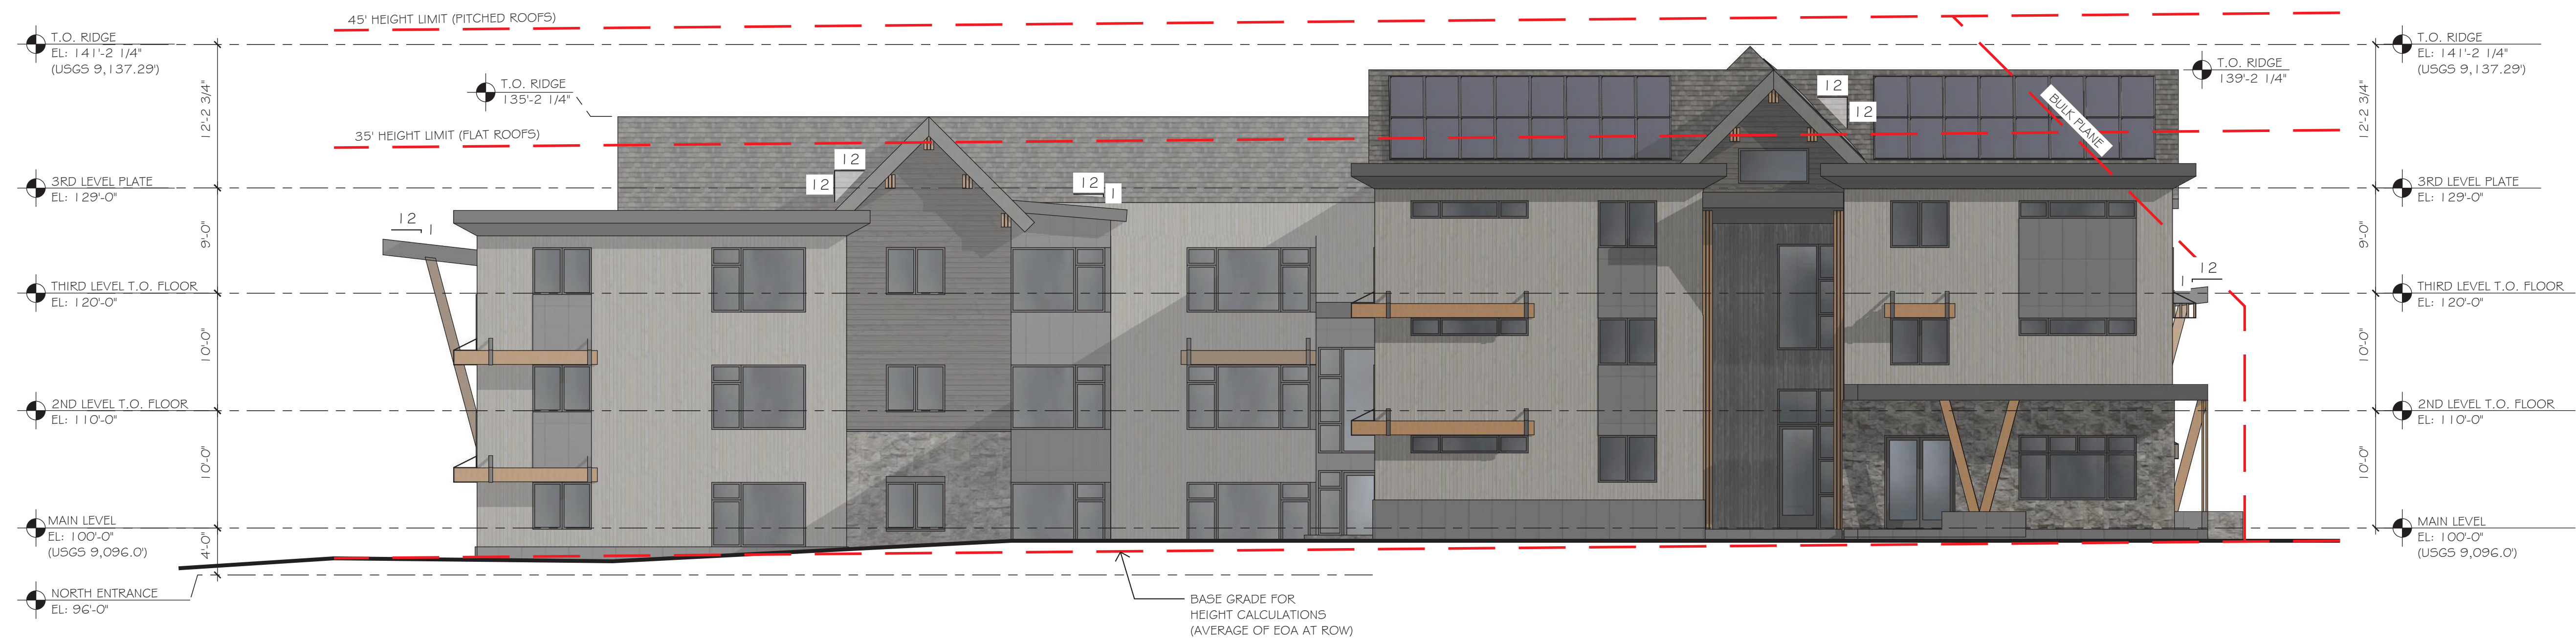 45' HEIGHT LIMIT (PITCHED ROOFS)
T.O. RIDGE
EL: 141'-2 1/4"
(USGS 9,137.29')
T.O. RIDGE
135'-2 1/4"
35' HEIGHT LIMIT (FLAT ROOFS)
12'-2 3/4"
3RD LEVEL PLATE
EL: 129'-0"
9'-0"
THIRD LEVEL T.O. FLOOR
EL: 120'-0"
10'-0"
2ND LEVEL T.O. FLOOR
EL: 110'-0"
10'-0"
MAIN LEVEL
EL: 100'-0"
(USGS 9,096.0')
4'-0"
NORTH ENTRANCE
EL: 96'-0"
12
1
12
12
12
1
12
12
BULK PLANE
12
1
BASE GRADE FOR
HEIGHT CALCULATIONS
(AVERAGE OF EOA AT ROW)
T.O. RIDGE
139'-2 1/4"
T.O. RIDGE
EL: 141'-2 1/4"
(USGS 9,137.29')
12'-2 3/4"
3RD LEVEL PLATE
EL: 129'-0"
9'-0"
THIRD LEVEL T.O. FLOOR
EL: 120'-0"
10'-0"
2ND LEVEL T.O. FLOOR
EL: 110'-0"
10'-0"
MAIN LEVEL
EL: 100'-0"
(USGS 9,096.0')